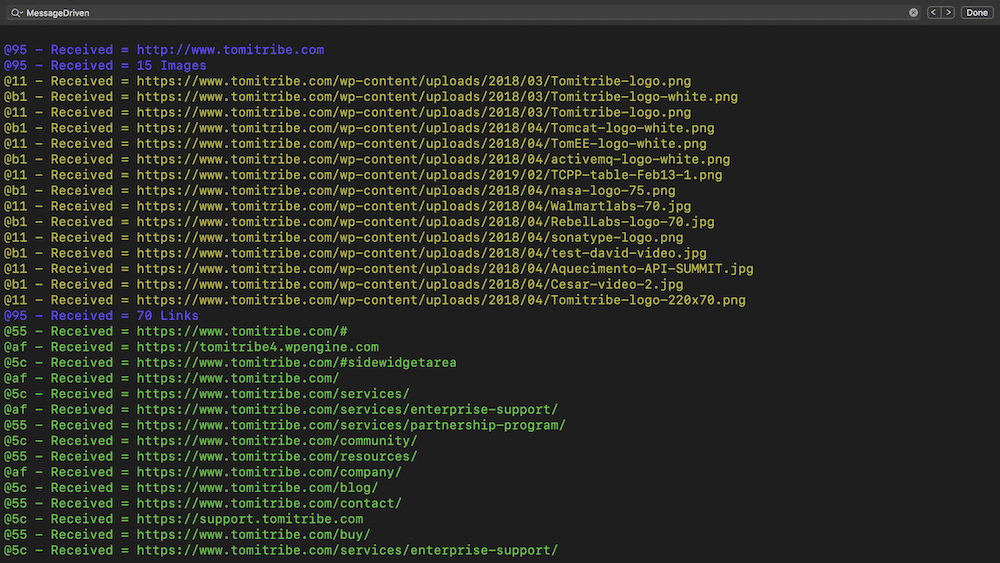 MessageDriven
< > Done
@95 - Received = http://www.tomitribe.com
@95 - Received = 15 Images
@11 - Received = https://www.tomitribe.com/wp-content/uploads/2018/03/Tomitribe-logo.png
@b1 - Received = https://www.tomitribe.com/wp-content/uploads/2018/03/Tomitribe-logo-white.png
@11 - Received = https://www.tomitribe.com/wp-content/uploads/2018/03/Tomitribe-logo.png
@b1 - Received = https://www.tomitribe.com/wp-content/uploads/2018/04/Tomcat-logo-white.png
@11 - Received = https://www.tomitribe.com/wp-content/uploads/2018/04/TomEE-logo-white.png
@b1 - Received = https://www.tomitribe.com/wp-content/uploads/2018/04/activemq-logo-white.png
@11 - Received = https://www.tomitribe.com/wp-content/uploads/2019/02/TCPP-table-Feb13-1.png
@b1 - Received = https://www.tomitribe.com/wp-content/uploads/2018/04/nasa-logo-75.png
@11 - Received = https://www.tomitribe.com/wp-content/uploads/2018/04/Walmartlabs-70.jpg
@b1 - Received = https://www.tomitribe.com/wp-content/uploads/2018/04/RebelLabs-logo-70.jpg
@11 - Received = https://www.tomitribe.com/wp-content/uploads/2018/04/sonatype-logo.png
@b1 - Received = https://www.tomitribe.com/wp-content/uploads/2018/04/test-david-video.jpg
@11 - Received = https://www.tomitribe.com/wp-content/uploads/2018/04/Aquecimento-API-SUMMIT.jpg
@b1 - Received = https://www.tomitribe.com/wp-content/uploads/2018/04/Cesar-video-2.jpg
@11 - Received = https://www.tomitribe.com/wp-content/uploads/2018/04/Tomitribe-logo-220x70.png
@95 - Received = 70 Links
@55 - Received = https://www.tomitribe.com/#
@af - Received = https://tomitribe4.wpengine.com
@5c - Received = https://www.tomitribe.com/#sidewidgetarea
@af - Received = https://www.tomitribe.com/
@5c - Received = https://www.tomitribe.com/services/
@af - Received = https://www.tomitribe.com/services/enterprise-support/
@55 - Received = https://www.tomitribe.com/services/partnership-program/
@5c - Received = https://www.tomitribe.com/community/
@55 - Received = https://www.tomitribe.com/resources/
@af - Received = https://www.tomitribe.com/company/
@5c - Received = https://www.tomitribe.com/blog/
@55 - Received = https://www.tomitribe.com/contact/
@5c - Received = https://support.tomitribe.com
@55 - Received = https://www.tomitribe.com/buy/
@5c - Received = https://www.tomitribe.com/services/enterprise-support/